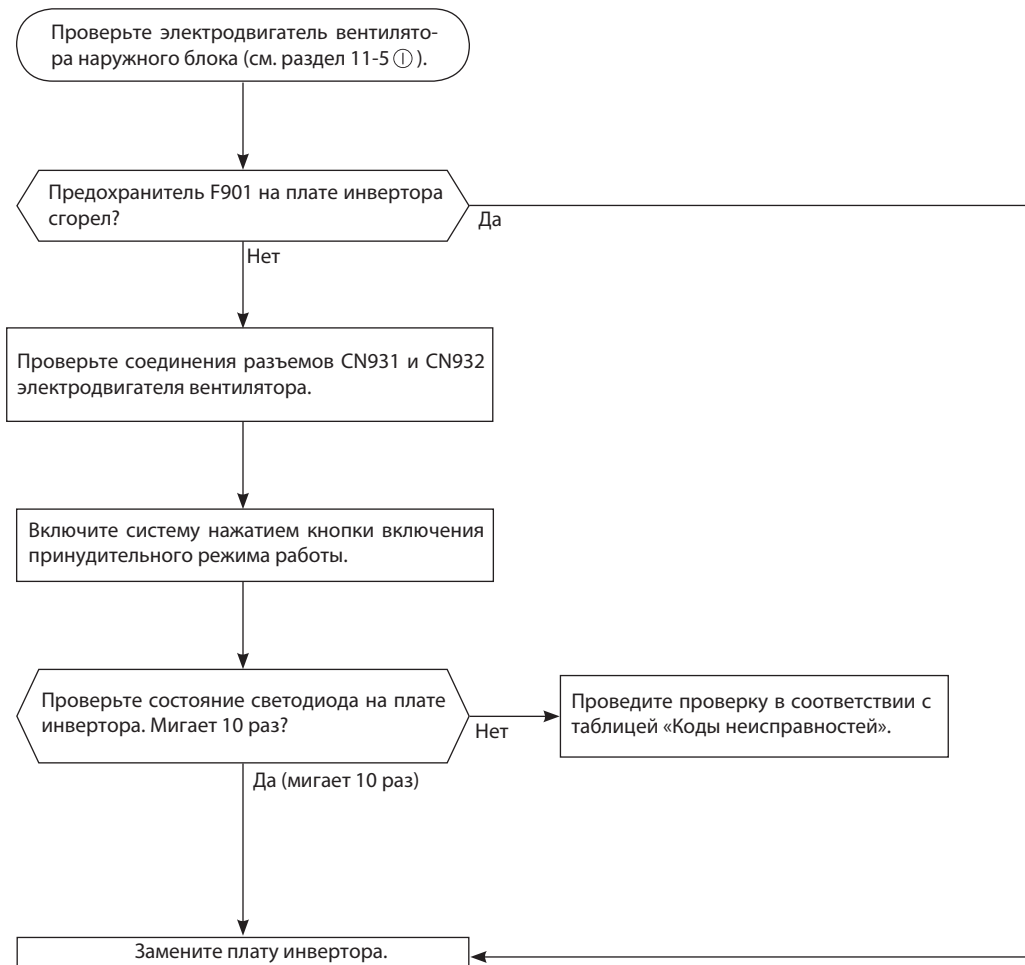 Проверьте электродвигатель вентилято-
ра наружного блока (см. раздел 11-5 Ⓘ ).
Предохранитель F901 на плате инвертора
сгорел?
Да
Нет
Проверьте соединения разъемов CN931 и CN932
электродвигателя вентилятора.
Включите систему нажатием кнопки включения
принудительного режима работы.
Проверьте состояние светодиода на плате
инвертора. Мигает 10 раз?
Нет
Проведите проверку в соответствии с
таблицей «Коды неисправностей».
Да (мигает 10 раз)
Замените плату инвертора.